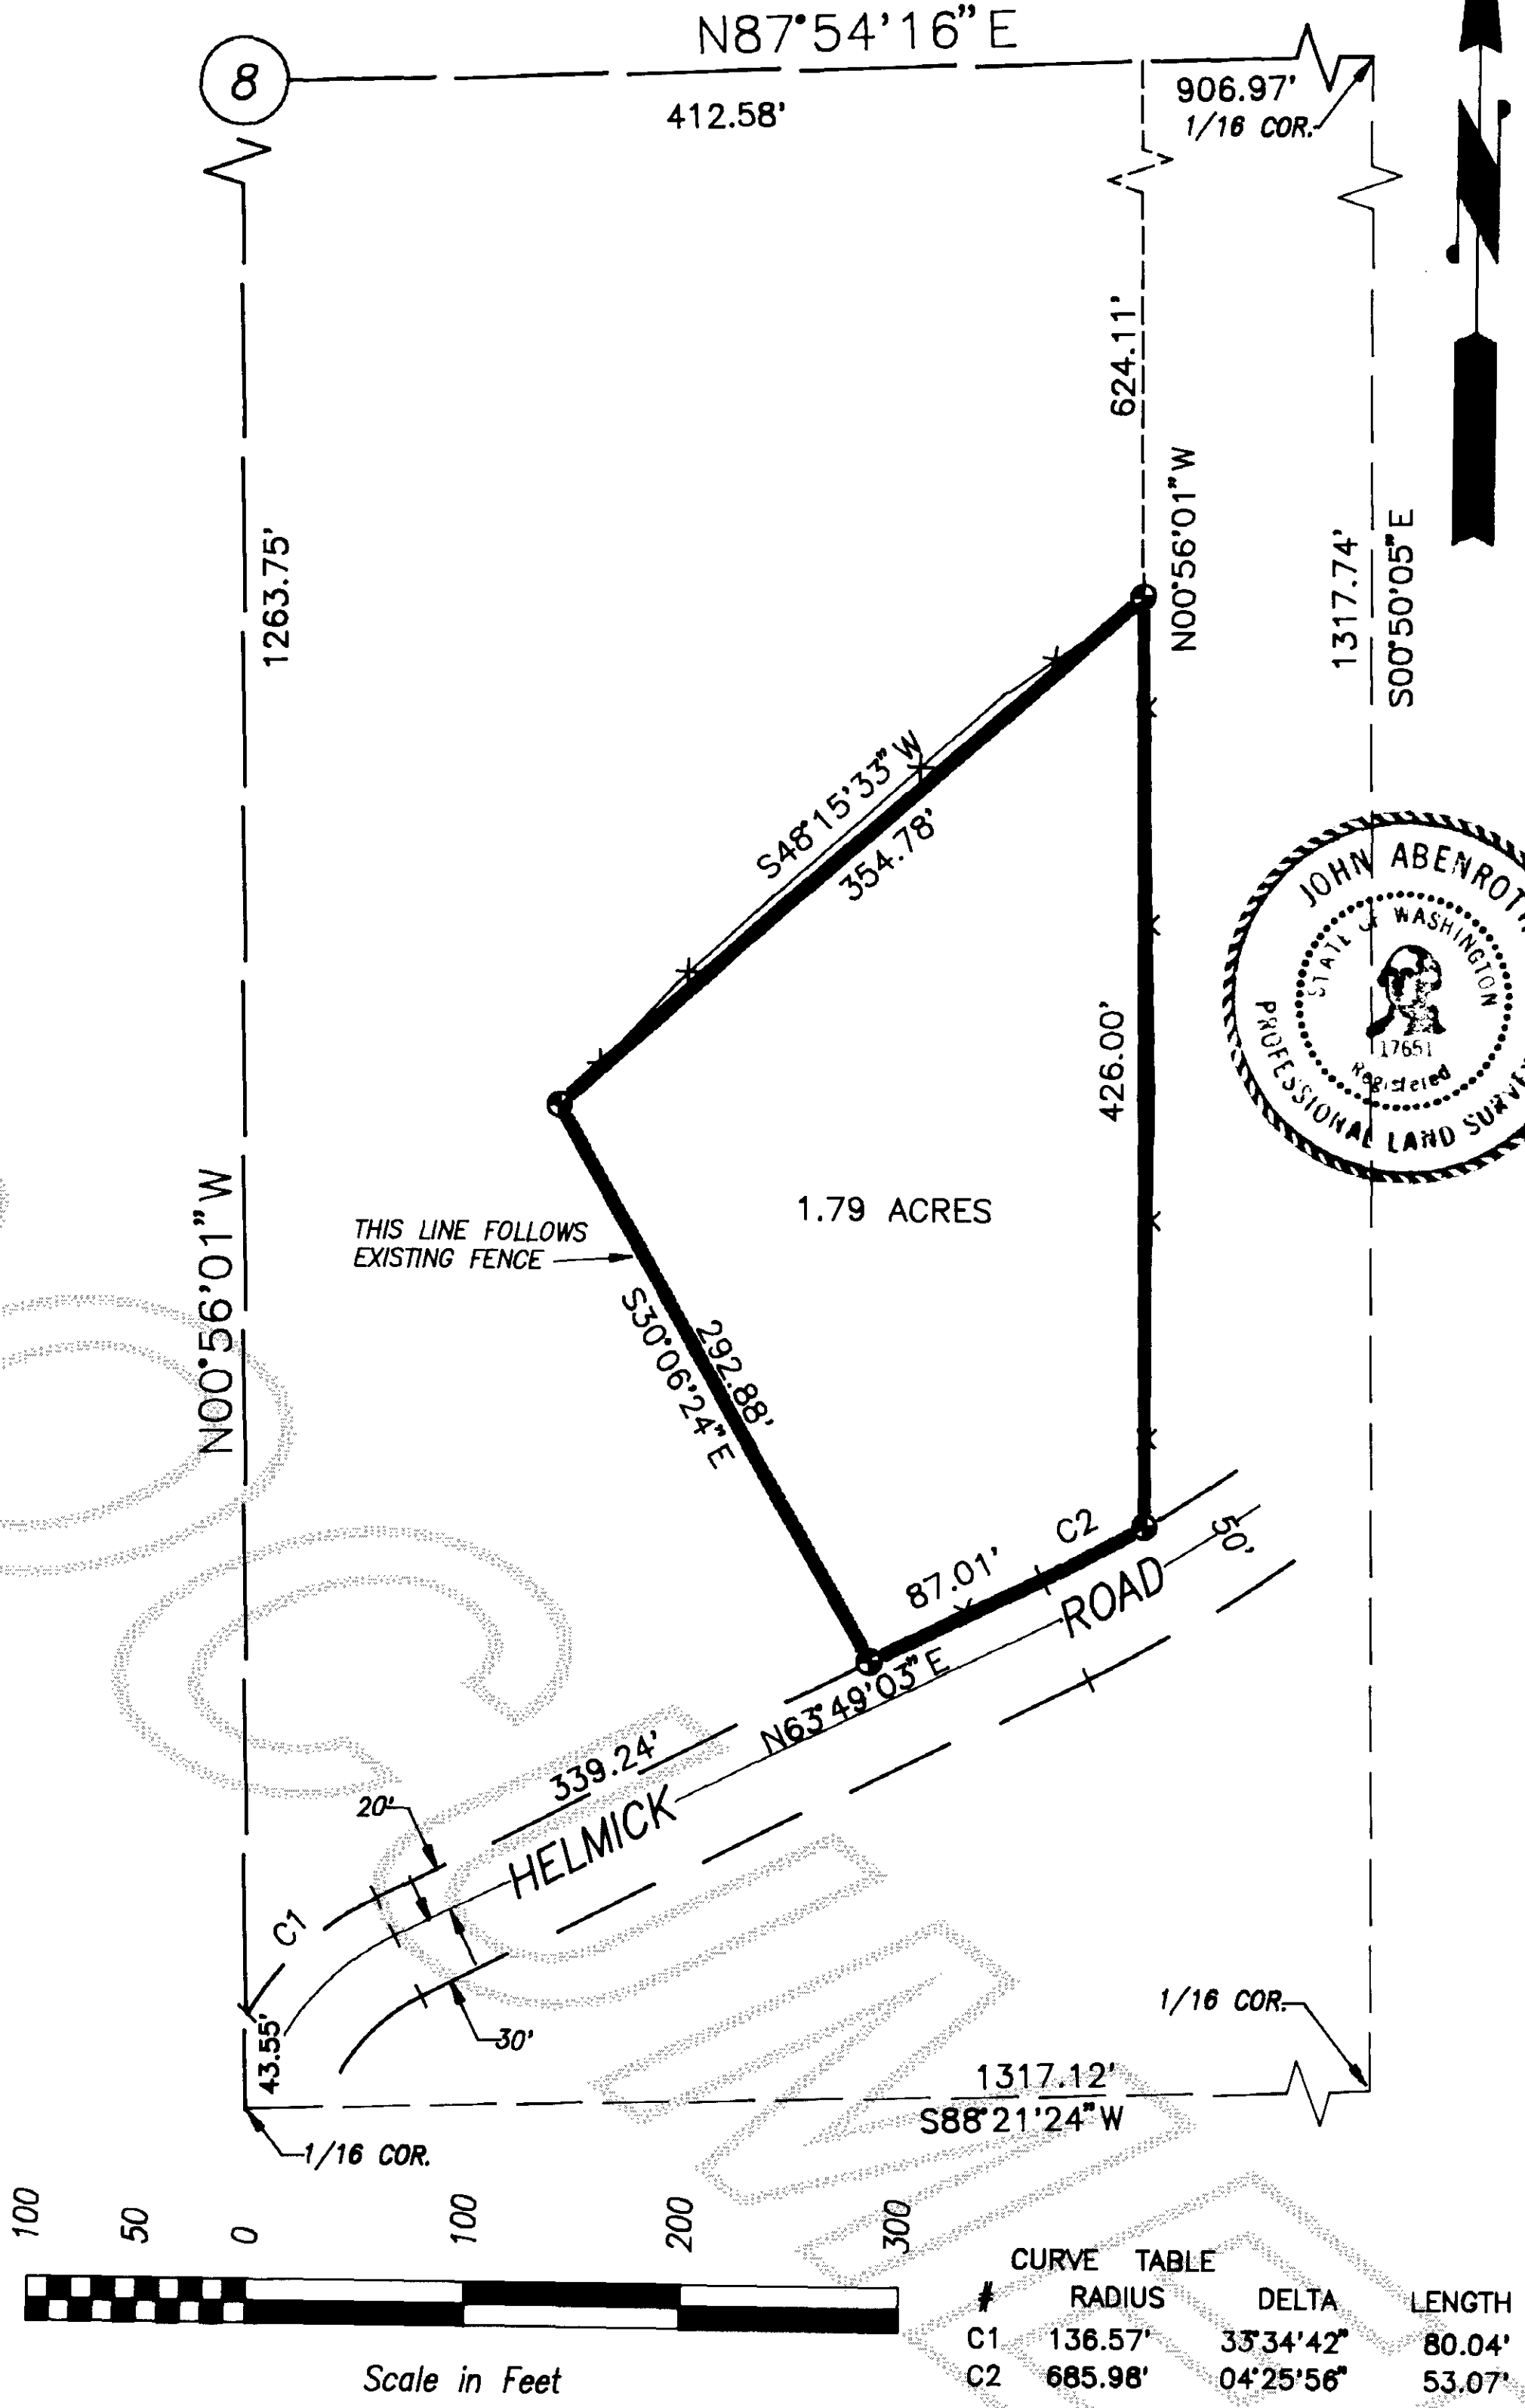 N87°54'16"E
8
412.58'
906.97'
1/16 COR.
624.11'
N00°56'01"W
1263.75'
1317.74'
S00°50'05"E
S48°15'33"W
354.78'
JOHN ABENROTH
STATE OF WASHINGTON
17651
Registered
PROFESSIONAL LAND
426.00'
N00°56'01"W
1.79 ACRES
THIS LINE FOLLOWS
EXISTING FENCE
292.88'
S30°06'24"E
C2
87.01'
50'
ROAD
N63°49'03"E
339.24'
20'
HELMICK
C1
30'
43.55'
1/16 COR.
1317.12'
S88°21'24"W
1/16 COR.
100 50 0 100 200 300
Scale in Feet
CURVE TABLE
# RADIUS DELTA LENGTH
C1 136.57' 33°34'42" 80.04'
C2 685.98' 04°25'56" 53.07'